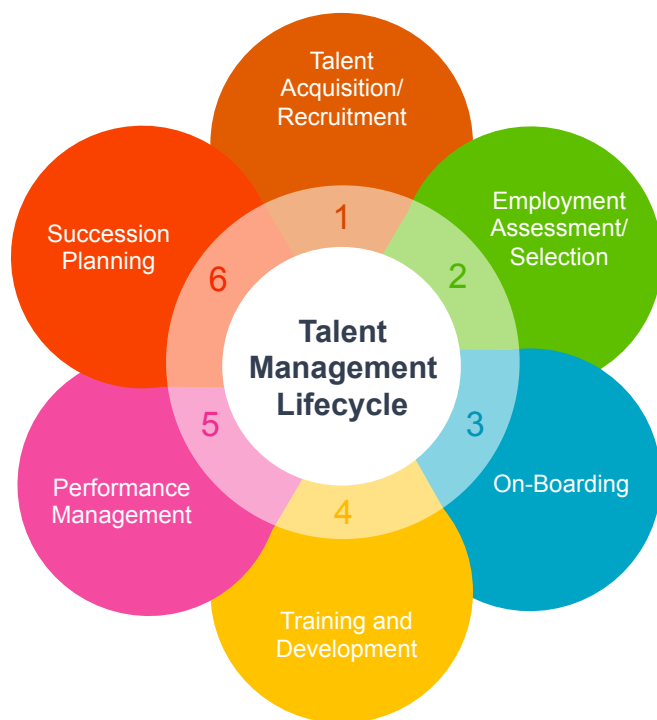 Talent
Acquisition/
Recruitment
1
Employment
Assessment/
Selection
2
On-Boarding
3
Training and
Development
4
Performance
Management
5
Succession
Planning
6
Talent
Management
Lifecycle